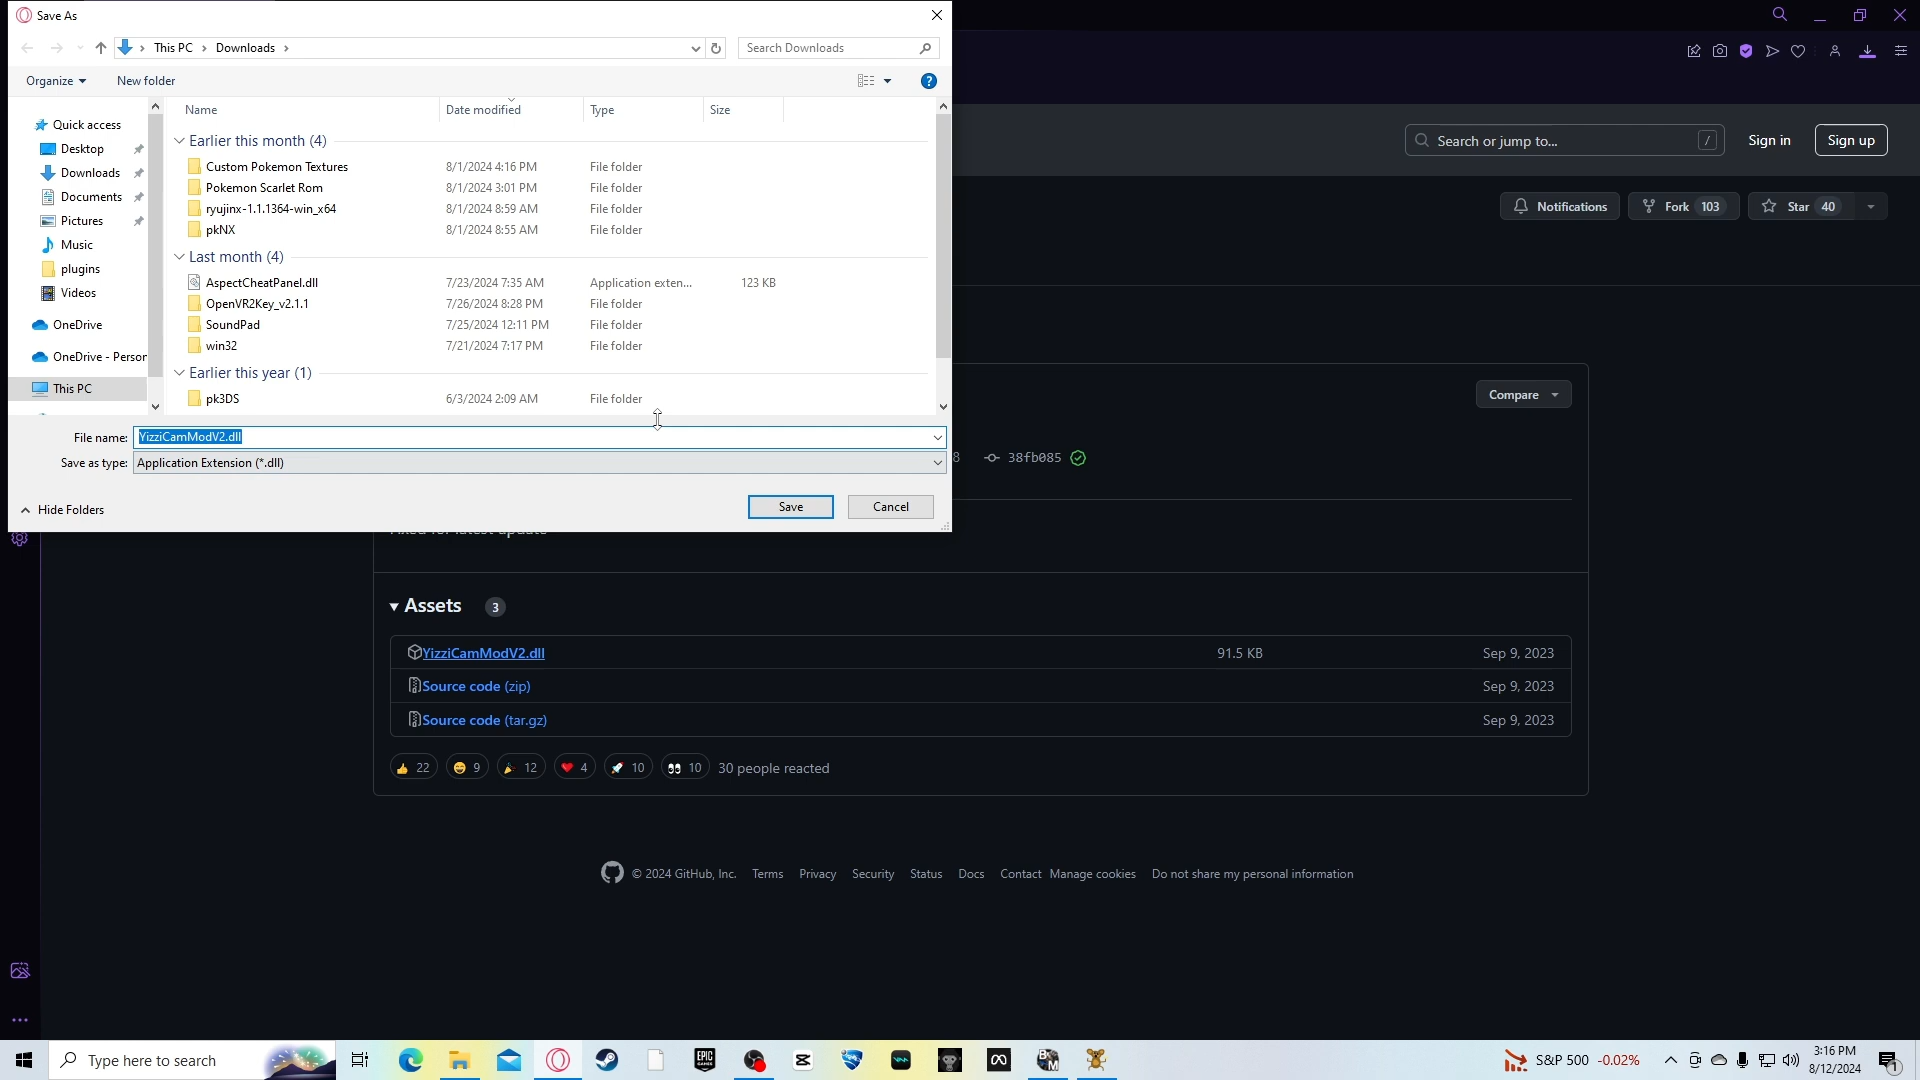 Save As
This PC
Downloads
Search Downloads
Organize
New folder
Name
Date modified
Type
Size
Quick access
Desktop
Downloads
Documents
Pictures
Music
plugins
Videos
OneDrive
OneDrive - Person
This PC
Earlier this month (4)
Custom Pokemon Textures 8/1/2024 4:16 PM File folder
Pokemon Scarlet Rom 8/1/2024 3:01 PM File folder
ryujinx-1.1.1364-win_x64 8/1/2024 8:59 AM File folder
pkNX 8/1/2024 8:55 AM File folder
Last month (4)
AspectCheatPanel.dll 7/23/2024 7:35 AM Application exten... 123 KB
OpenVR2Key_v2.1.1 7/26/2024 8:28 PM File folder
SoundPad 7/25/2024 12:11 PM File folder
win32 7/21/2024 7:17 PM File folder
Earlier this year (1)
pk3DS 6/3/2024 2:09 AM File folder
File name: YizziCamModV2.dll
Save as type: Application Extension (*.dll)
Hide Folders
Save
Cancel
Search or jump to...
/
Sign in
Sign up
Notifications
Fork 103
Star 40
Compare
8
38fb085
Assets 3
YizziCamModV2.dll 91.5 KB Sep 9, 2023
Source code (zip) Sep 9, 2023
Source code (tar.gz) Sep 9, 2023
22 9 12 4 10 10 30 people reacted
© 2024 GitHub, Inc. Terms Privacy Security Status Docs Contact Manage cookies Do not share my personal information
Type here to search
EPIC GAMES
S&P 500 -0.02%
3:16 PM
8/12/2024
1